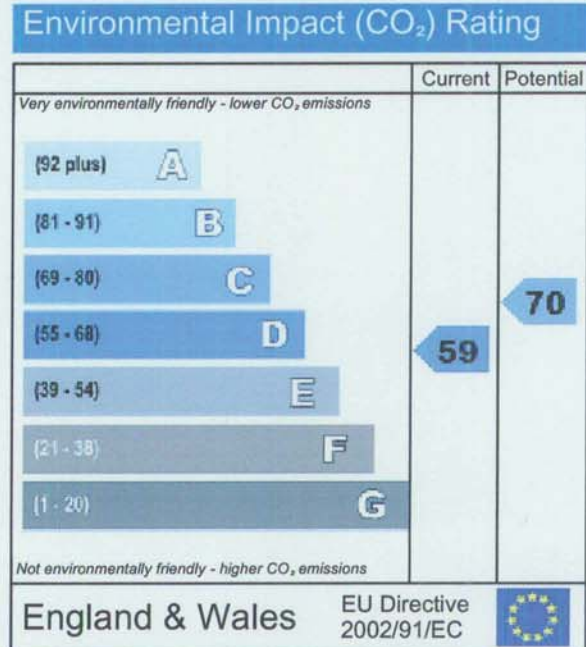 Environmental Impact (CO₂) Rating
Current Potential
Very environmentally friendly - lower CO₂ emissions
(92 plus) A
(81 - 91) B
(69 - 80) C
70
(55 - 68) D
59
(39 - 54) E
(21 - 38) F
(1 - 20) G
Not environmentally friendly - higher CO₂ emissions
England & Wales
EU Directive
2002/91/EC